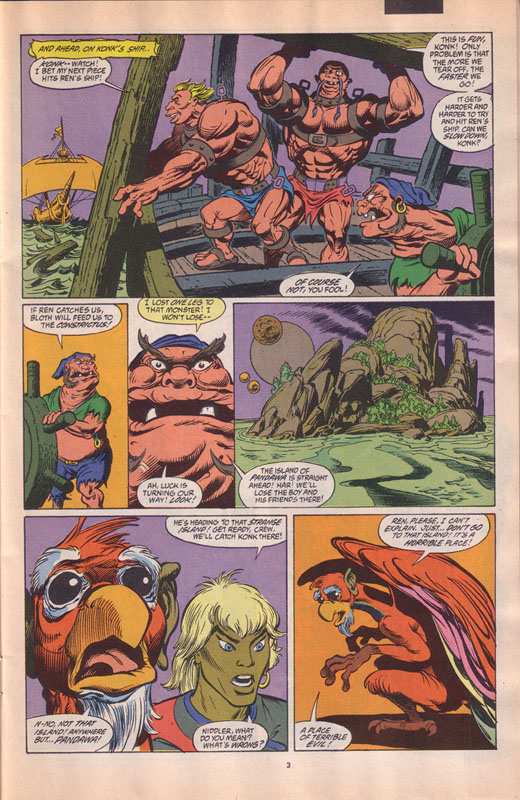 AND AHEAD, ON KONK'S SHIP...
KONK-- WATCH!
I BET MY NEXT PIECE
HITS REN'S SHIP!
THIS IS FUN,
KONK! ONLY
PROBLEM IS THAT
THE MORE WE
TEAR OFF, THE
FASTER WE
GO!
IT GETS
HARDER AND
HARDER TO TRY
AND HIT REN'S
SHIP. CAN WE
SLOW DOWN,
KONK?
OF COURSE
NOT, YOU FOOL!
IF REN CATCHES US,
BLOTH WILL FEED US TO
THE CONSTRICTUS!
I LOST ONE LEG TO
THAT MONSTER! I
WON'T LOSE--
AH, LUCK IS
TURNING OUR
WAY! LOOK!
THE ISLAND OF
PANDAWA IS STRAIGHT
AHEAD! HAR! WE'LL
LOSE THE BOY AND
HIS FRIENDS THERE!
HE'S HEADING TO THAT STRANGE
ISLAND! GET READY, CREW.
WE'LL CATCH KONK THERE!
N-NO, NOT THAT
ISLAND! ANYWHERE
BUT... PANDAWA!
NIDDLER, WHAT
DO YOU MEAN?
WHAT'S WRONG?
REN, PLEASE, I CAN'T
EXPLAIN. JUST... DON'T GO
TO THAT ISLAND! IT'S A
HORRIBLE PLACE!
A PLACE
OF TERRIBLE
EVIL!
3